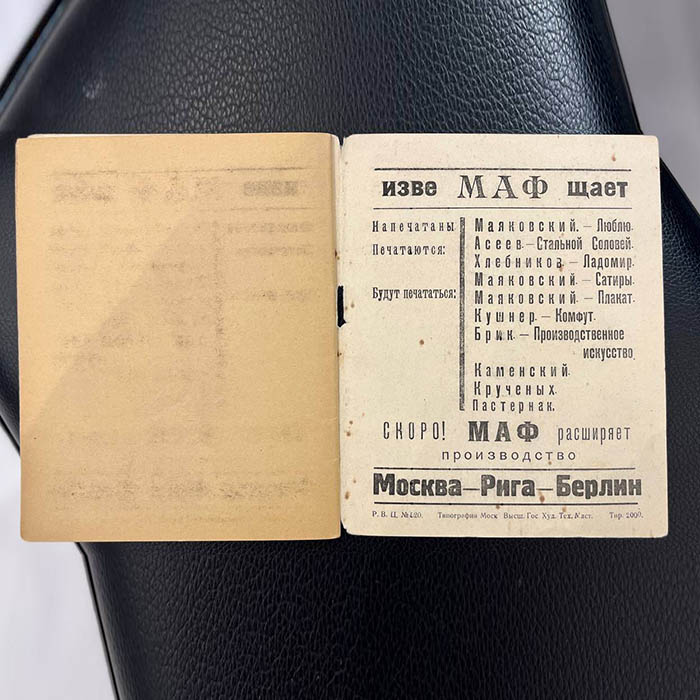 изве МАФ щает
Напечатаны Маяковский. — Люблю.
Печатаются: Асеев. — Стальной Соловей.
Хлебников — Ладомир.
Маяковский. — Сатиры.
Будут печататься: Маяковский. — Плакат.
Кушнер. — Комфут.
Брик. — Производственное
искусство
Каменский.
Крученых.
Пастернак.
СКОРО! МАФ расширяет
производство
Москва—Рига—Берлин
Р. В. Ц. № 420. Типография Моск Высш. Гос Худ. Тех. Маст. Тир. 2000.